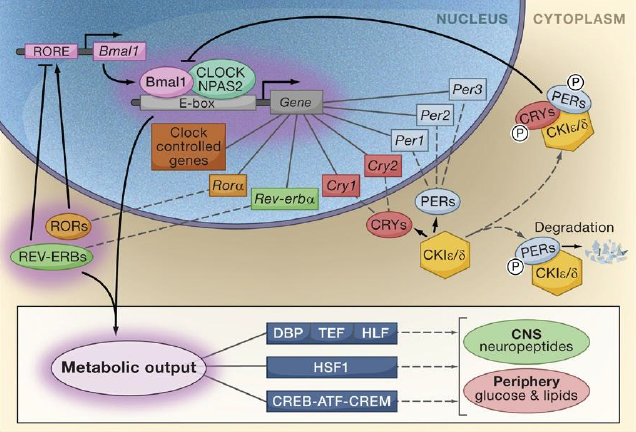 NUCLEUS
CYTOPLASM
RORE
Bmal1
Bmal1
CLOCK
NPAS2
E-box
Gene
Per3
Per2
Per1
Clock
controlled
genes
Rorα
Rev-erbα
Cry1
Cry2
P
PERs
CRYs
P
CKIε/δ
PERs
CRYs
CKIε/δ
RORs
REV-ERBs
Degradation
PERs
P
CKIε/δ
Metabolic output
DBP TEF HLF
HSF1
CREB-ATF-CREM
CNS
neuropeptides
Periphery
glucose & lipids